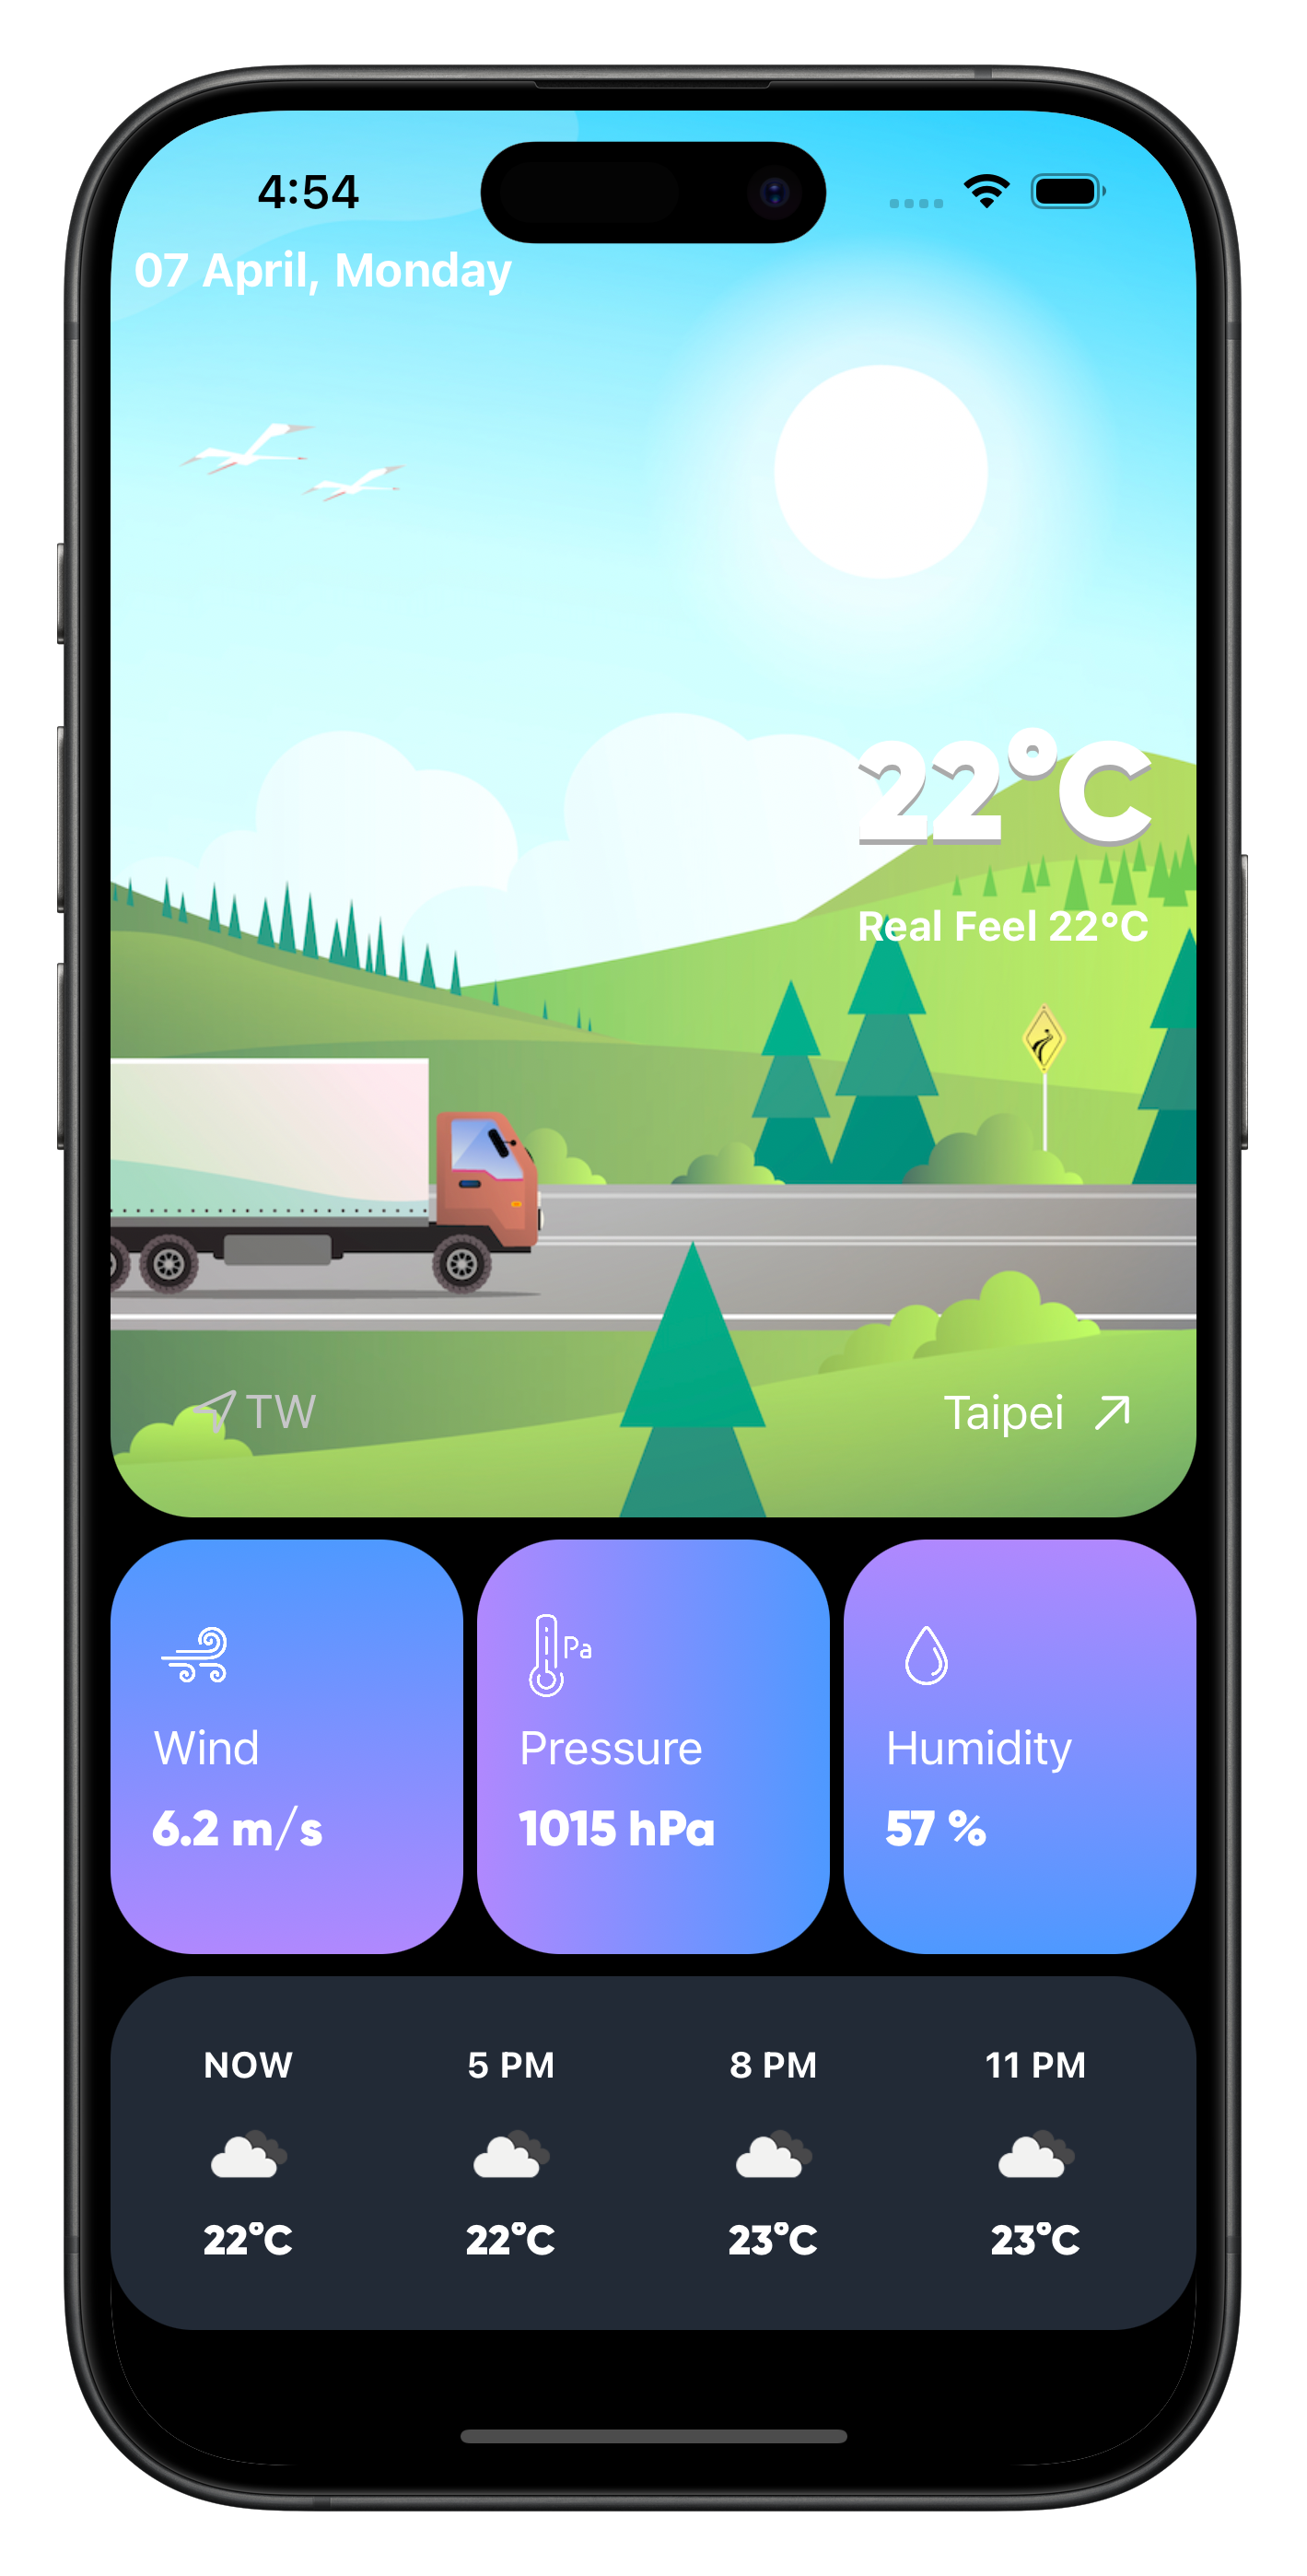 4:54
07 April, Monday
22°C
Real Feel 22°C
TW
Taipei
Pa
Wind
6.2 m/s
Pressure
1015 hPa
Humidity
57 %
NOW
5 PM
8 PM
11 PM
22°C
22°C
23°C
23°C